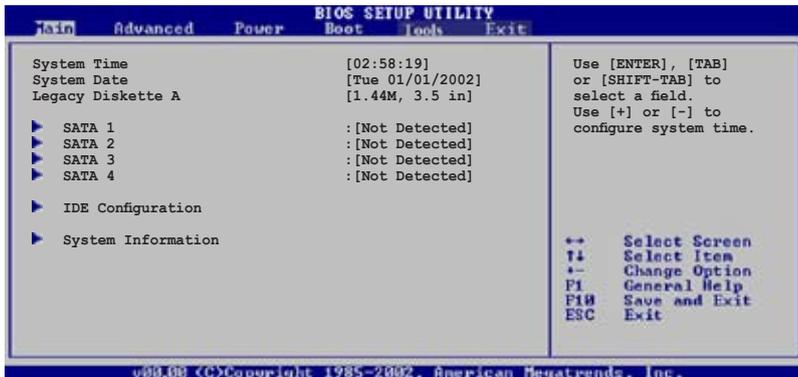 BIOS SETUP UTILITY
Main Advanced Power Boot Tools Exit
System Time [02:58:19]
System Date [Tue 01/01/2002]
Legacy Diskette A [1.44M, 3.5 in]
SATA 1 :[Not Detected]
SATA 2 :[Not Detected]
SATA 3 :[Not Detected]
SATA 4 :[Not Detected]
IDE Configuration
System Information
Use [ENTER], [TAB]
or [SHIFT-TAB] to
select a field.
Use [+] or [-] to
configure system time.
↔ Select Screen
↑↓ Select Item
+- Change Option
F1 General Help
F10 Save and Exit
ESC Exit
v00.00 (C)Copyright 1985-2002, American Megatrends, Inc.